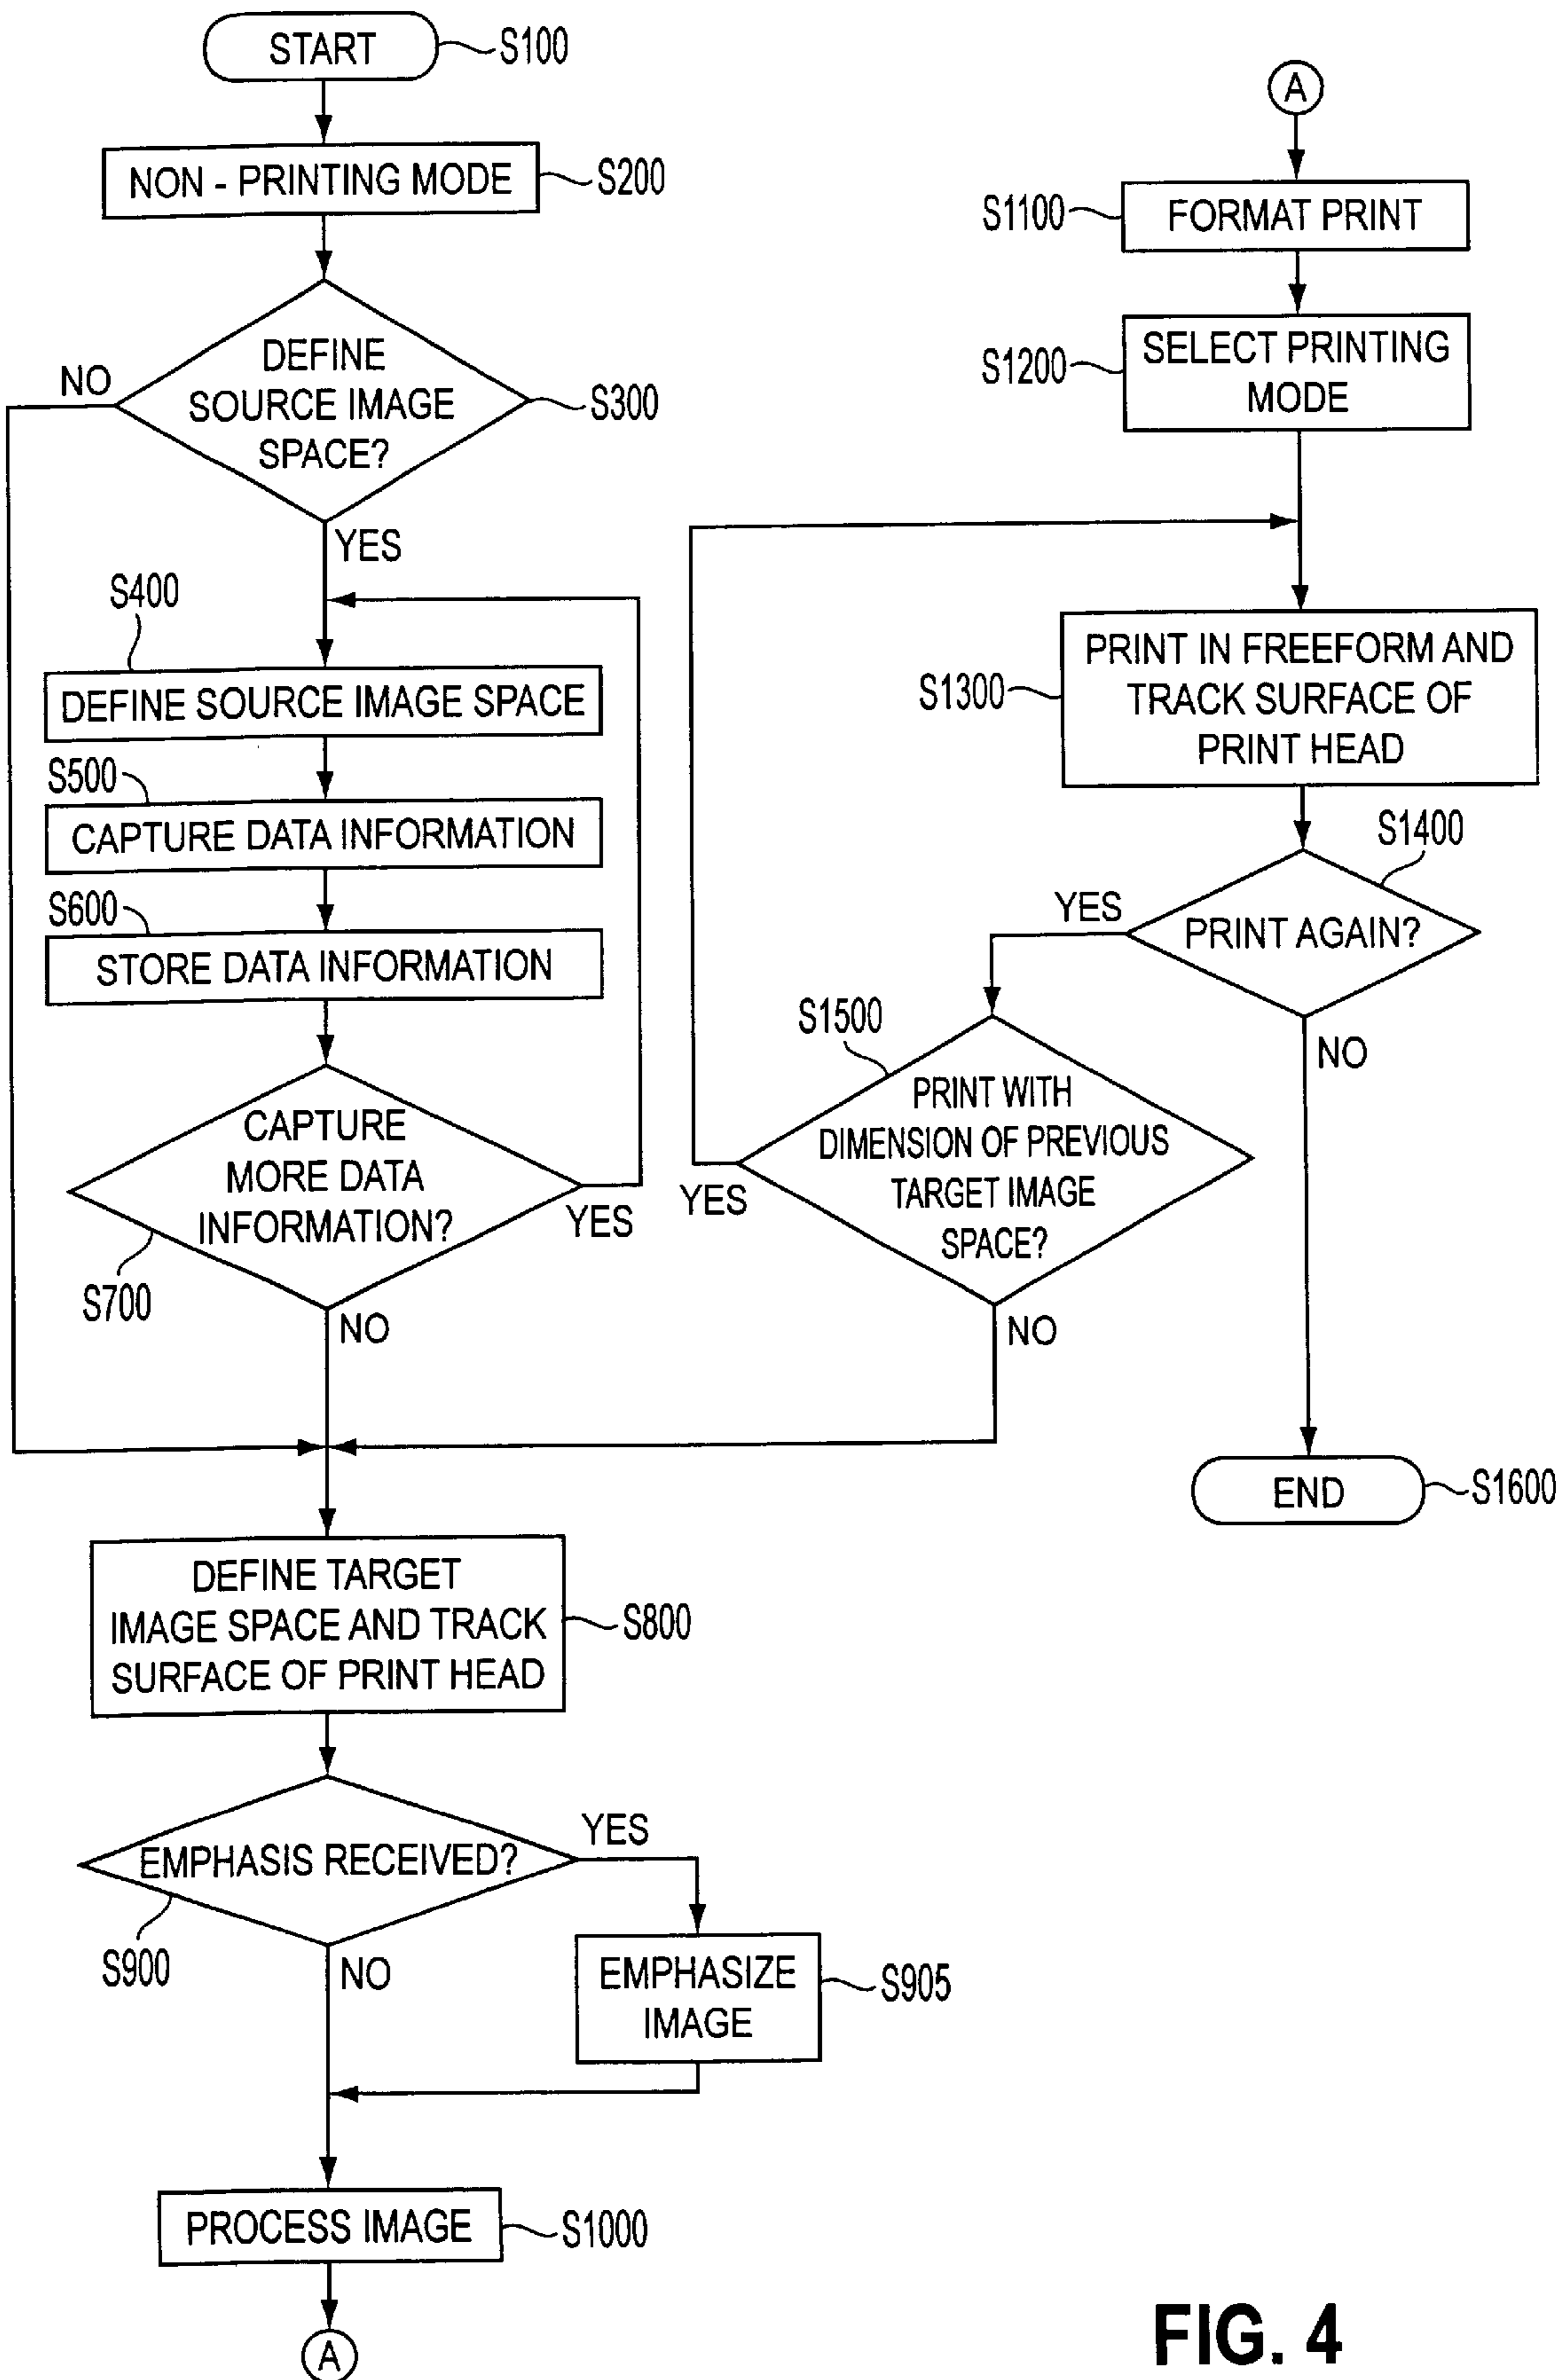 START
S100
NON - PRINTING MODE
S200
DEFINE
SOURCE IMAGE
SPACE?
NO
S300
YES
S400
DEFINE SOURCE IMAGE SPACE
S500
CAPTURE DATA INFORMATION
S600
STORE DATA INFORMATION
CAPTURE
MORE DATA
INFORMATION?
YES
S700
NO
DEFINE TARGET
IMAGE SPACE AND TRACK
SURFACE OF PRINT HEAD
S800
EMPHASIS RECEIVED?
YES
S900
NO
EMPHASIZE
IMAGE
S905
PROCESS IMAGE
S1000
A
A
S1100
FORMAT PRINT
S1200
SELECT PRINTING
MODE
S1300
PRINT IN FREEFORM AND
TRACK SURFACE OF
PRINT HEAD
S1400
YES
PRINT AGAIN?
NO
S1500
PRINT WITH
DIMENSION OF PREVIOUS
TARGET IMAGE
SPACE?
YES
NO
END
S1600
FIG. 4